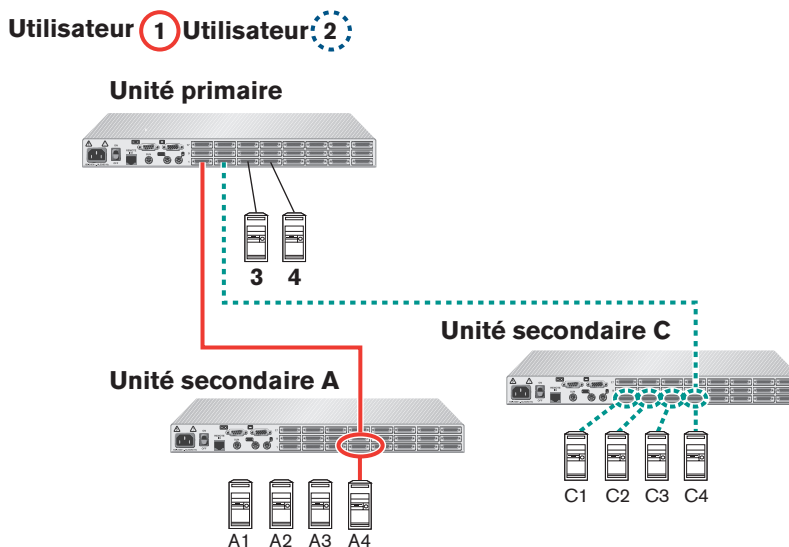 Utilisateur 1 Utilisateur 2
Unité primaire
3 4
Unité secondaire C
Unité secondaire A
C1 C2 C3 C4
A1 A2 A3 A4